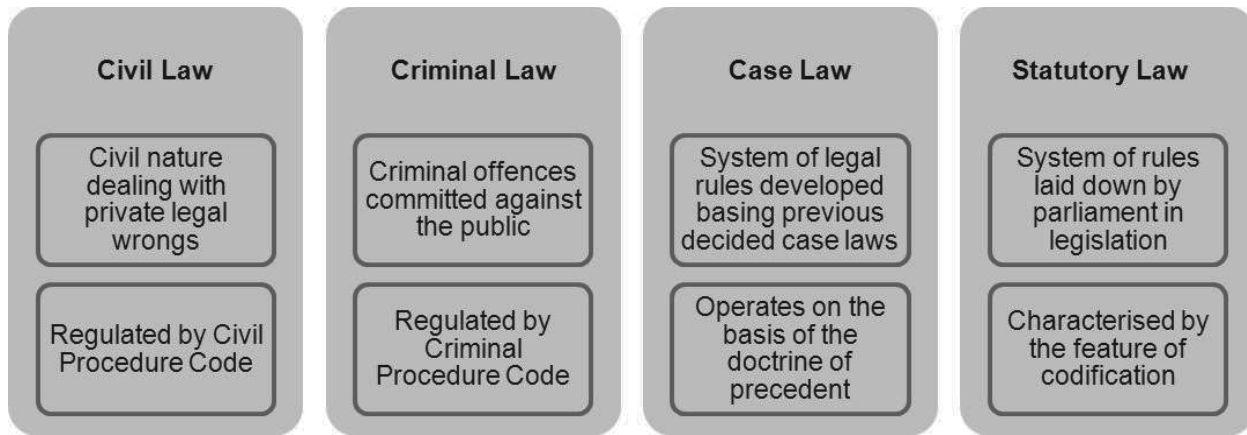 Civil Law
Civil nature
dealing with
private legal
wrongs
Regulated by Civil
Procedure Code
Criminal Law
Criminal offences
committed against
the public
Regulated by
Criminal
Procedure Code
Case Law
System of legal
rules developed
basing previous
decided case laws
Operates on the
basis of the
doctrine of
precedent
Statutory Law
System of rules
laid down by
parliament in
legislation
Characterised by
the feature of
codification